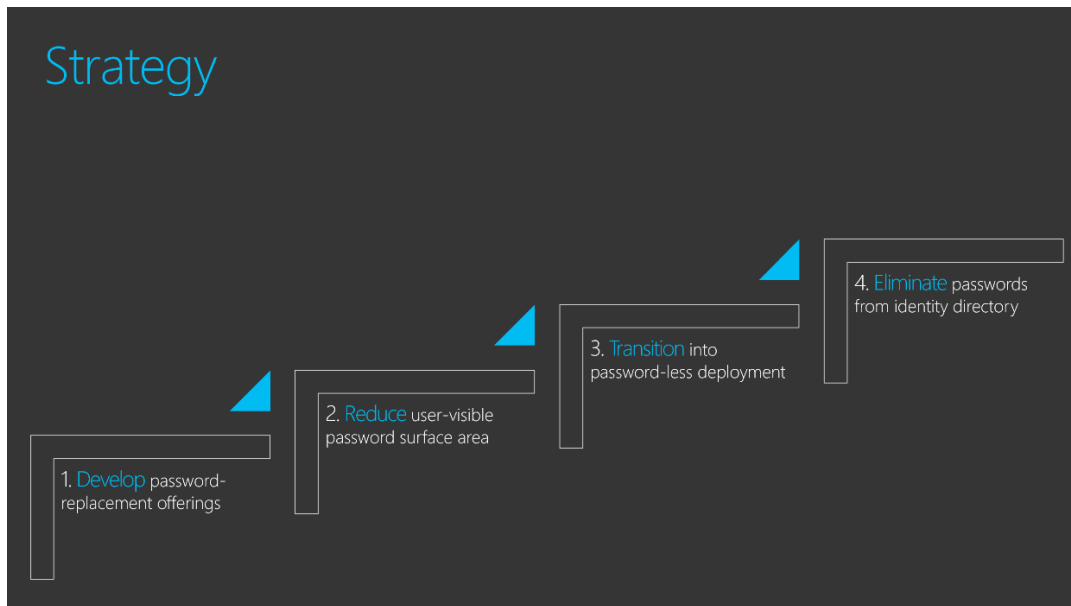 Strategy
1. Develop password-
replacement offerings
2. Reduce user-visible
password surface area
3. Transition into
password-less deployment
4. Eliminate passwords
from identity directory